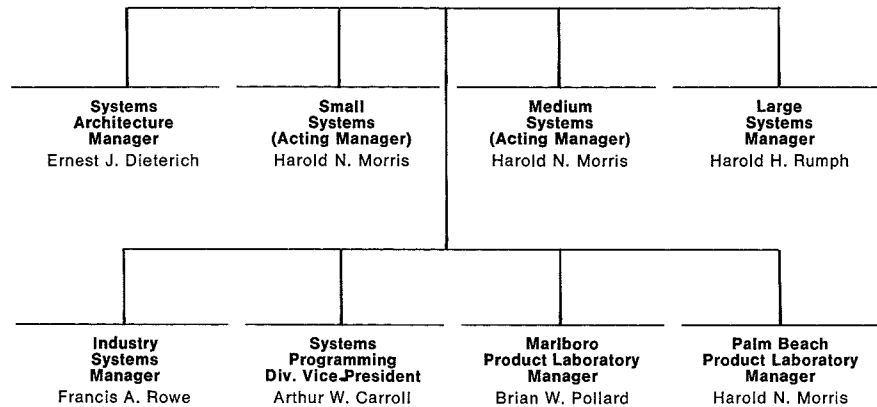 Systems
Architecture
Manager
Ernest J. Dieterich
Small
Systems
(Acting Manager)
Harold N. Morris
Medium
Systems
(Acting Manager)
Harold N. Morris
Large
Systems
Manager
Harold H. Rumph
Industry
Systems
Manager
Francis A. Rowe
Systems
Programming
Div. Vice-President
Arthur W. Carroll
Marlboro
Product Laboratory
Manager
Brian W. Pollard
Palm Beach
Product Laboratory
Manager
Harold N. Morris